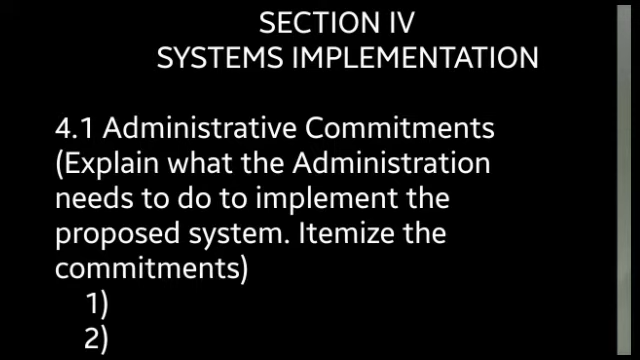 SECTION IV
SYSTEMS IMPLEMENTATION
4.1 Administrative Commitments
(Explain what the Administration
needs to do to implement the
proposed system. Itemize the
commitments)
1)
2)